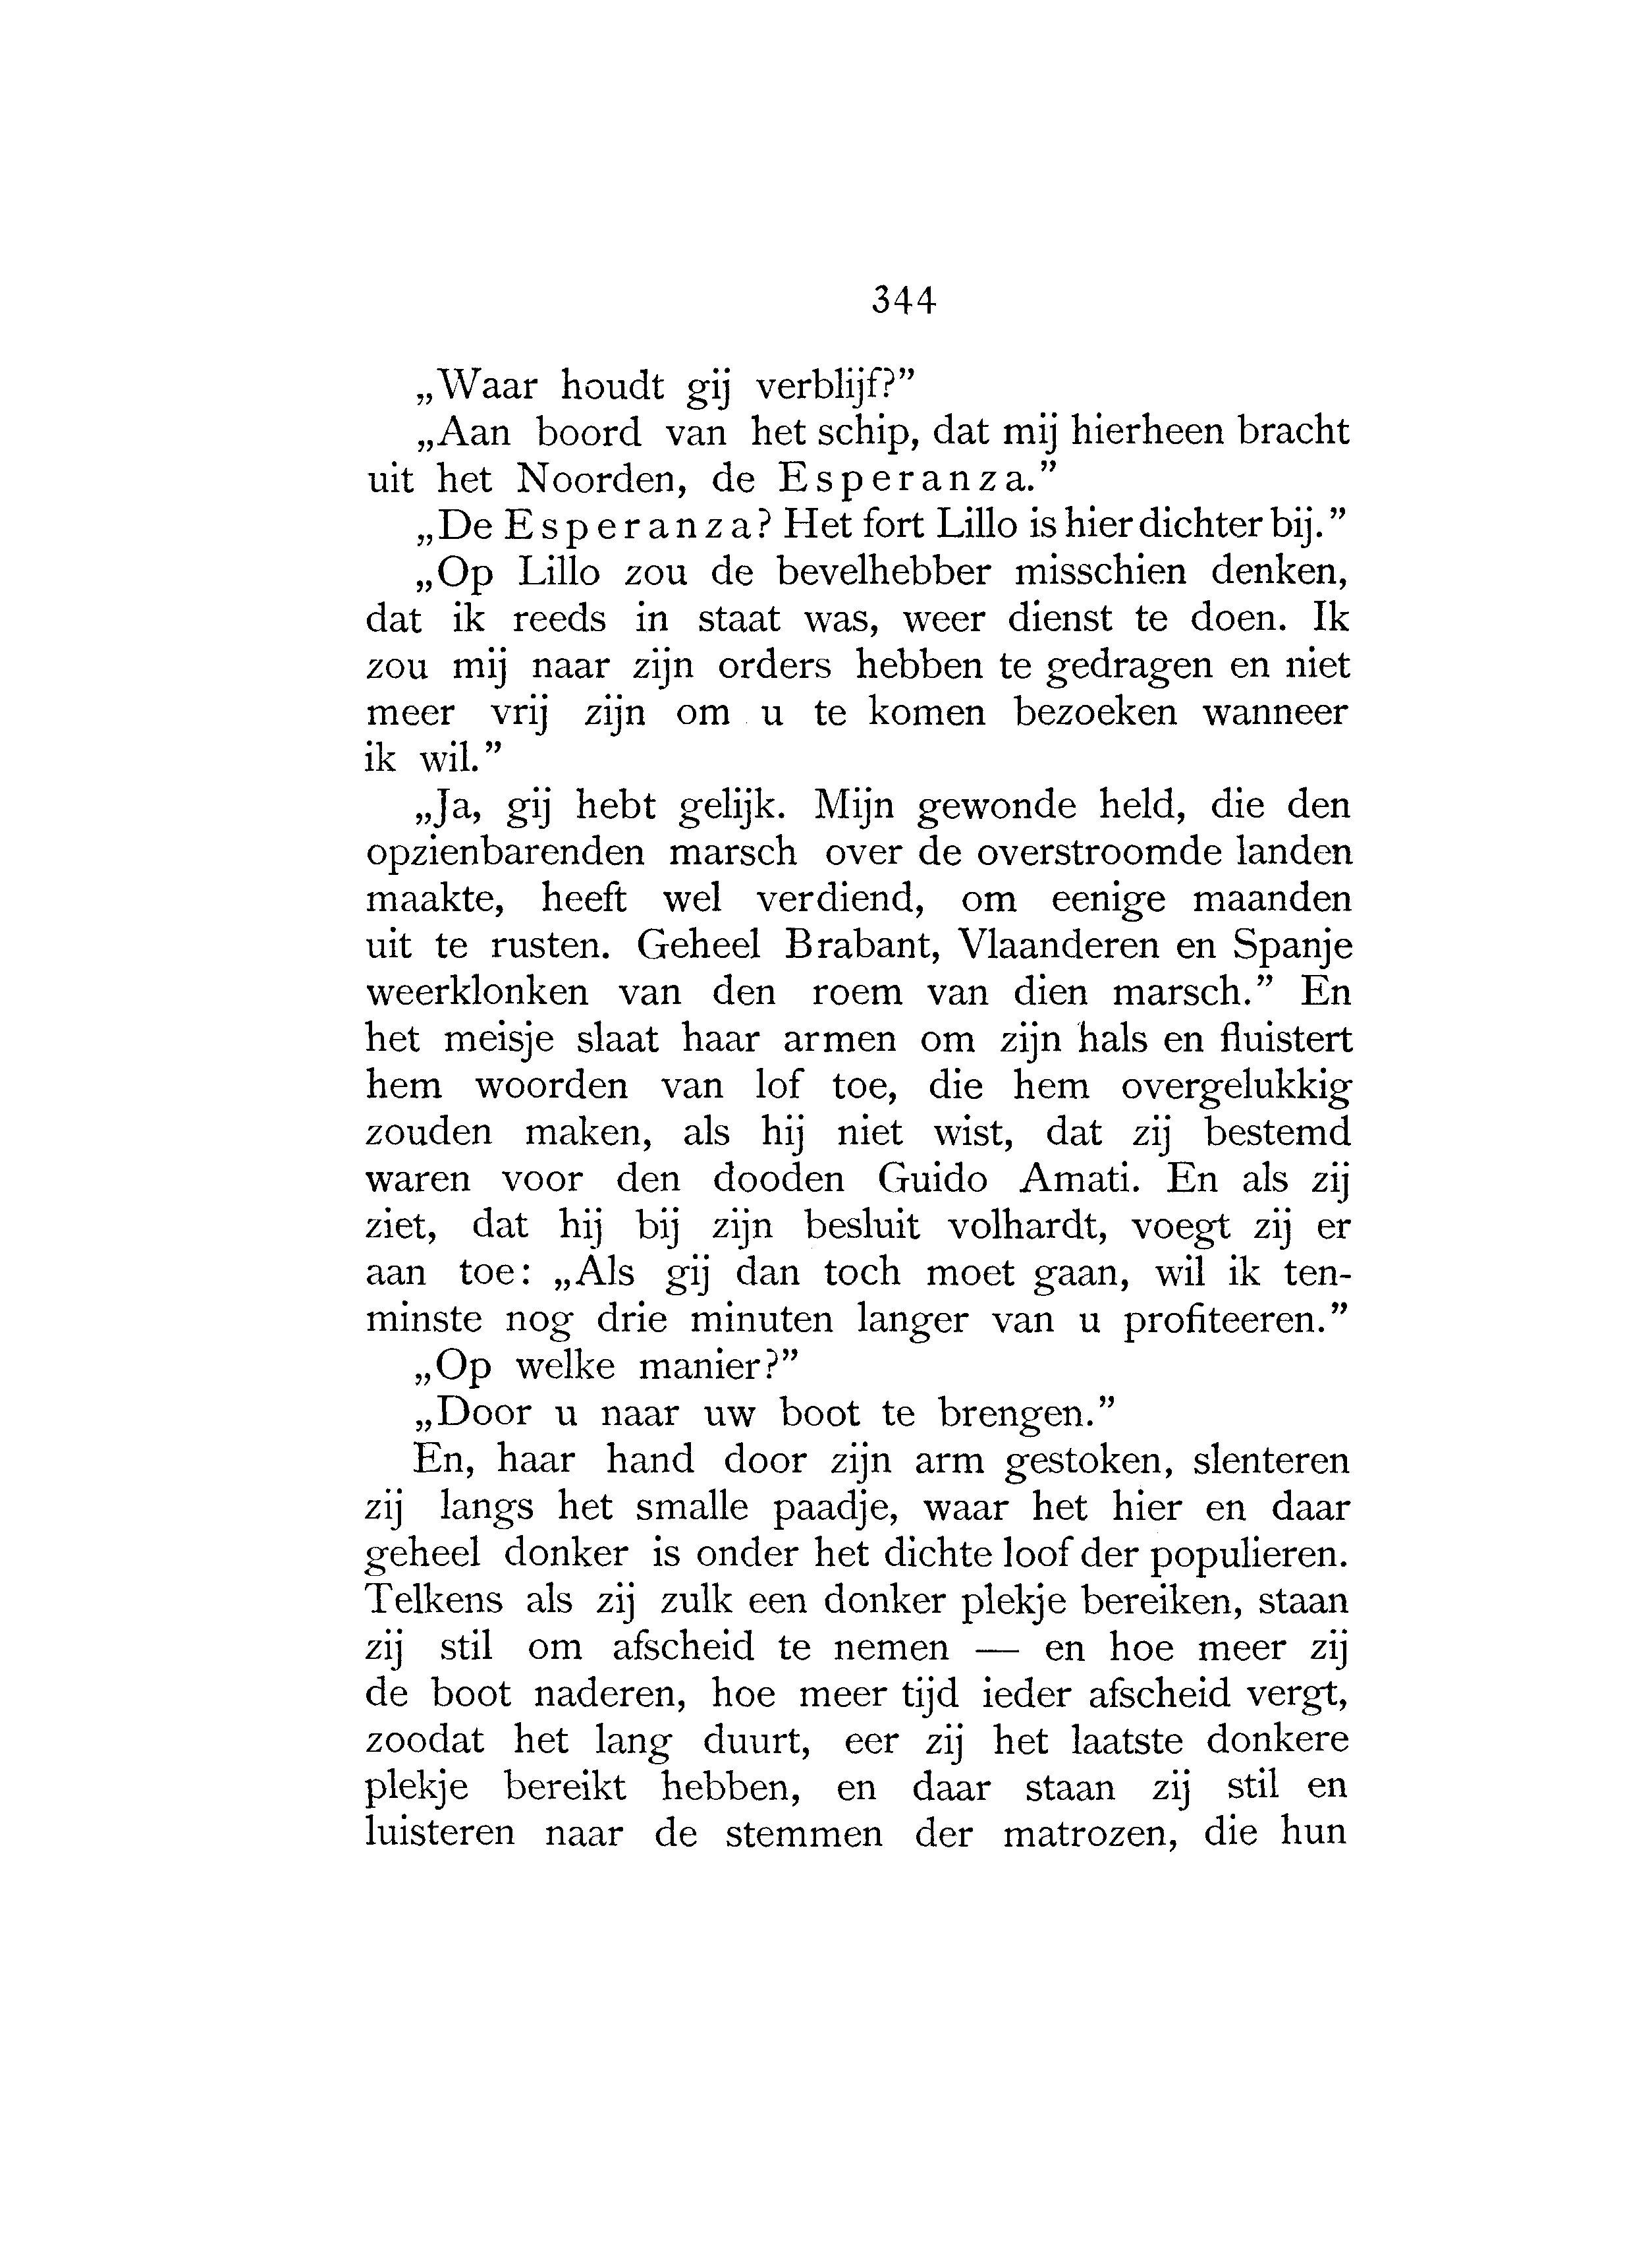 344
„Waar houdt gij verblijf?”
„Aan boord van het schip, dat mij hierheen bracht
uit het Noorden, de Esperanza.”
„De Esperanza? Het fort Lillo is hier dichter bij.”
„Op Lillo zou de bevelhebber misschien denken,
dat ik reeds in staat was, weer dienst te doen. Ik
zou mij naar zijn orders hebben te gedragen en niet
meer vrij zijn om u te komen bezoeken wanneer
ik wil.”
„Ja, gij hebt gelijk. Mijn gewonde held, die den
opzienbarenden marsch over de overstroomde landen
maakte, heeft wel verdiend, om eenige maanden
uit te rusten. Geheel Brabant, Vlaanderen en Spanje
weerklonken van den roem van dien marsch.” En
het meisje slaat haar armen om zijn hals en fluistert
hem woorden van lof toe, die hem overgelukkig
zouden maken, als hij niet wist, dat zij bestemd
waren voor den dooden Guido Amati. En als zij
ziet, dat hij bij zijn besluit volhardt, voegt zij er
aan toe: „Als gij dan toch moet gaan, wil ik ten-
minste nog drie minuten langer van u profiteeren.”
„Op welke manier?”
„Door u naar uw boot te brengen.”
En, haar hand door zijn arm gestoken, slenteren
zij langs het smalle paadje, waar het hier en daar
geheel donker is onder het dichte loof der populieren.
Telkens als zij zulk een donker plekje bereiken, staan
zij stil om afscheid te nemen — en hoe meer zij
de boot naderen, hoe meer tijd ieder afscheid vergt,
zoodat het lang duurt, eer zij het laatste donkere
plekje bereikt hebben, en daar staan zij stil en
luisteren naar de stemmen der matrozen, die hun